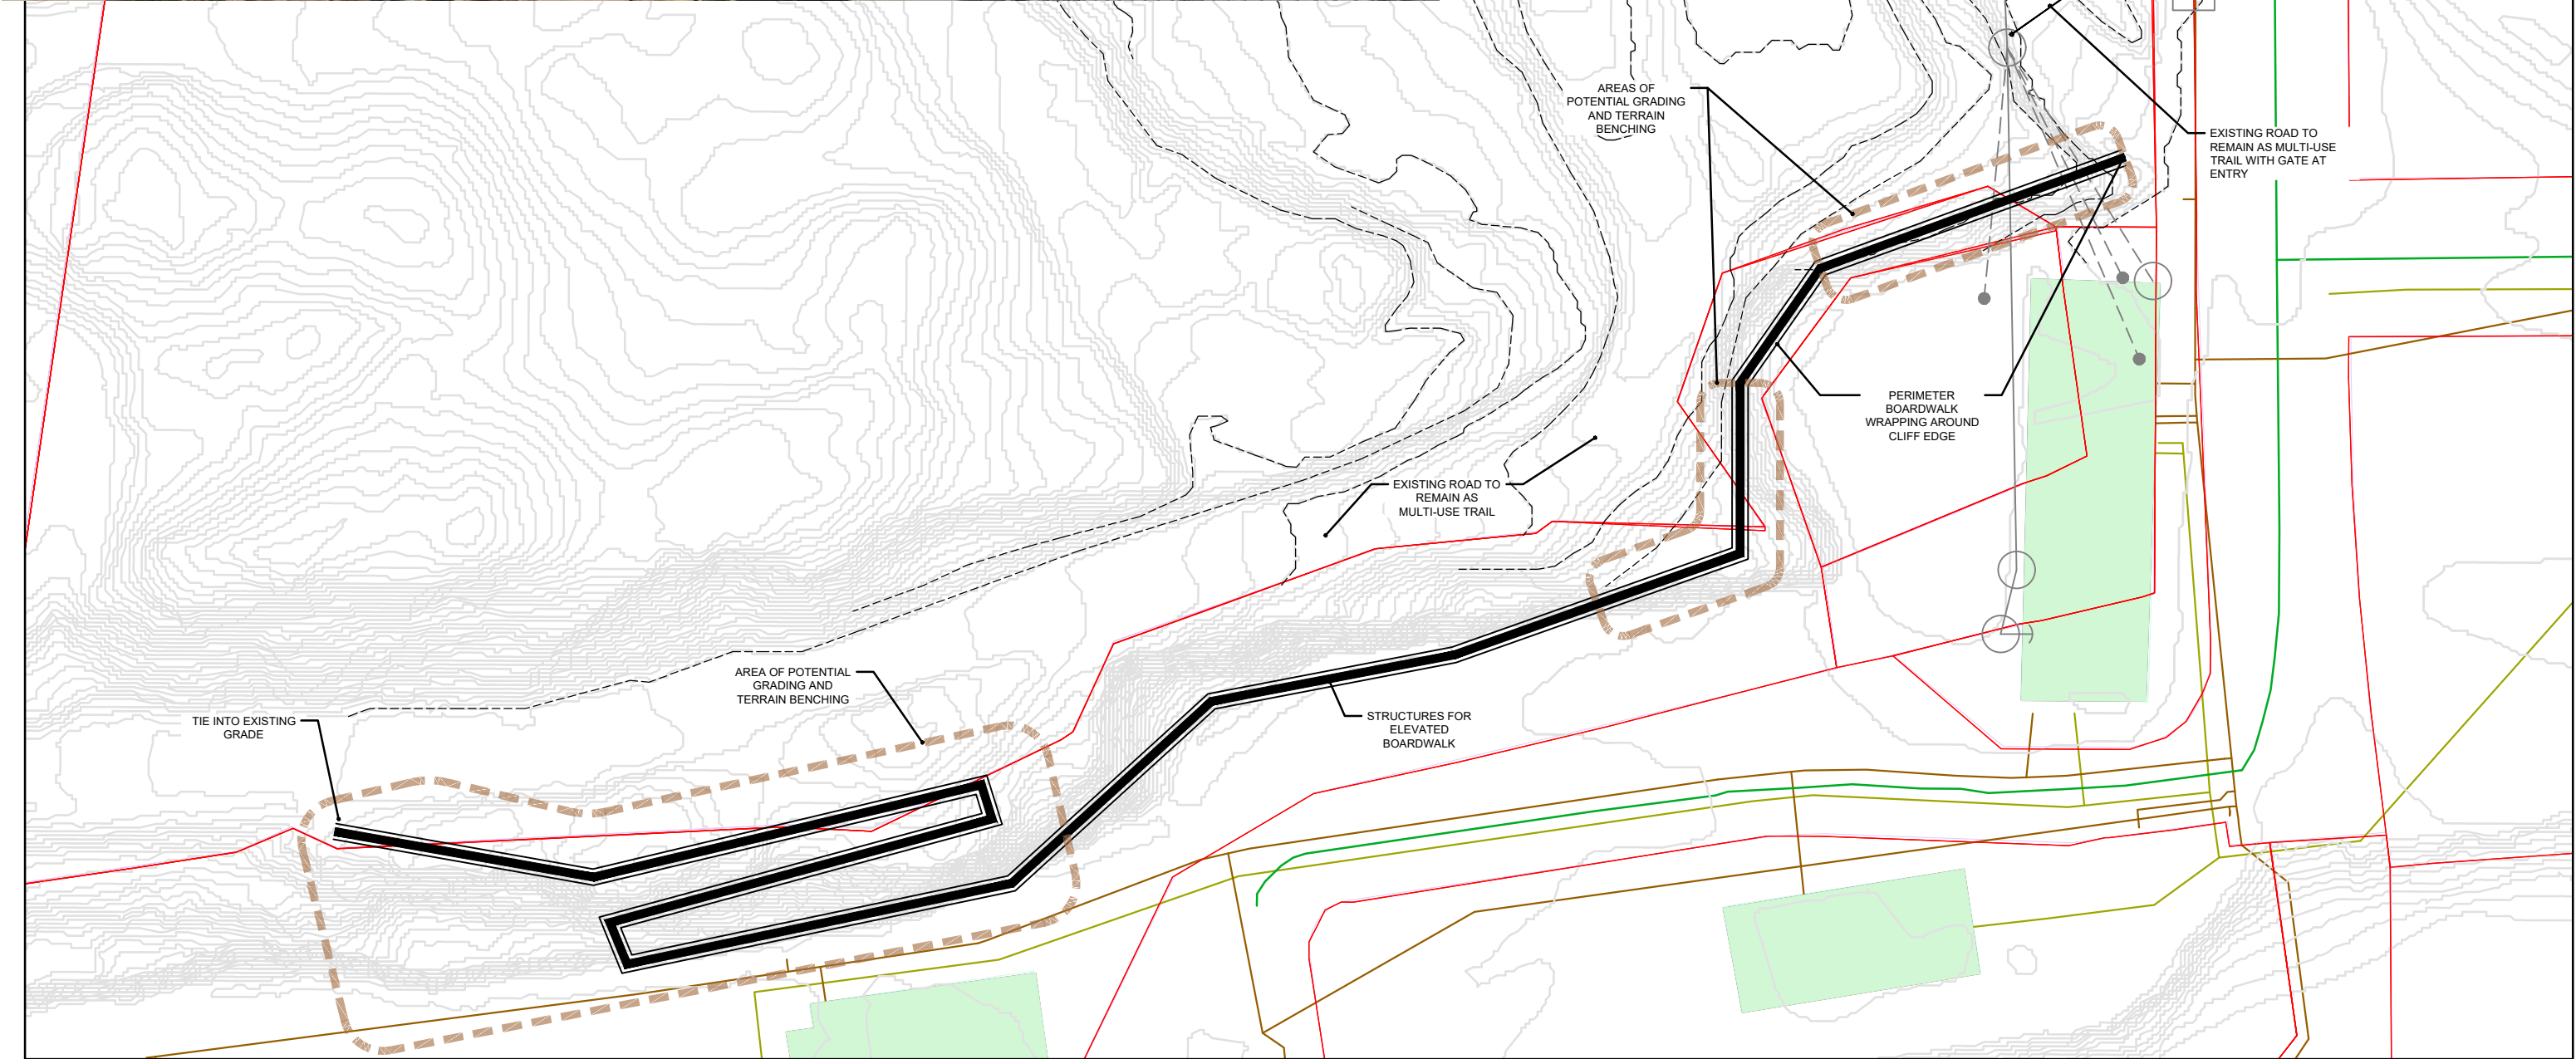 AREAS OF
POTENTIAL GRADING
AND TERRAIN
BENCHING
EXISTING ROAD TO
REMAIN AS MULTI-USE
TRAIL WITH GATE AT
ENTRY
PERIMETER
BOARDWALK
WRAPPING AROUND
CLIFF EDGE
EXISTING ROAD TO
REMAIN AS
MULTI-USE TRAIL
AREA OF POTENTIAL
GRADING AND
TERRAIN BENCHING
TIE INTO EXISTING
GRADE
STRUCTURES FOR
ELEVATED
BOARDWALK